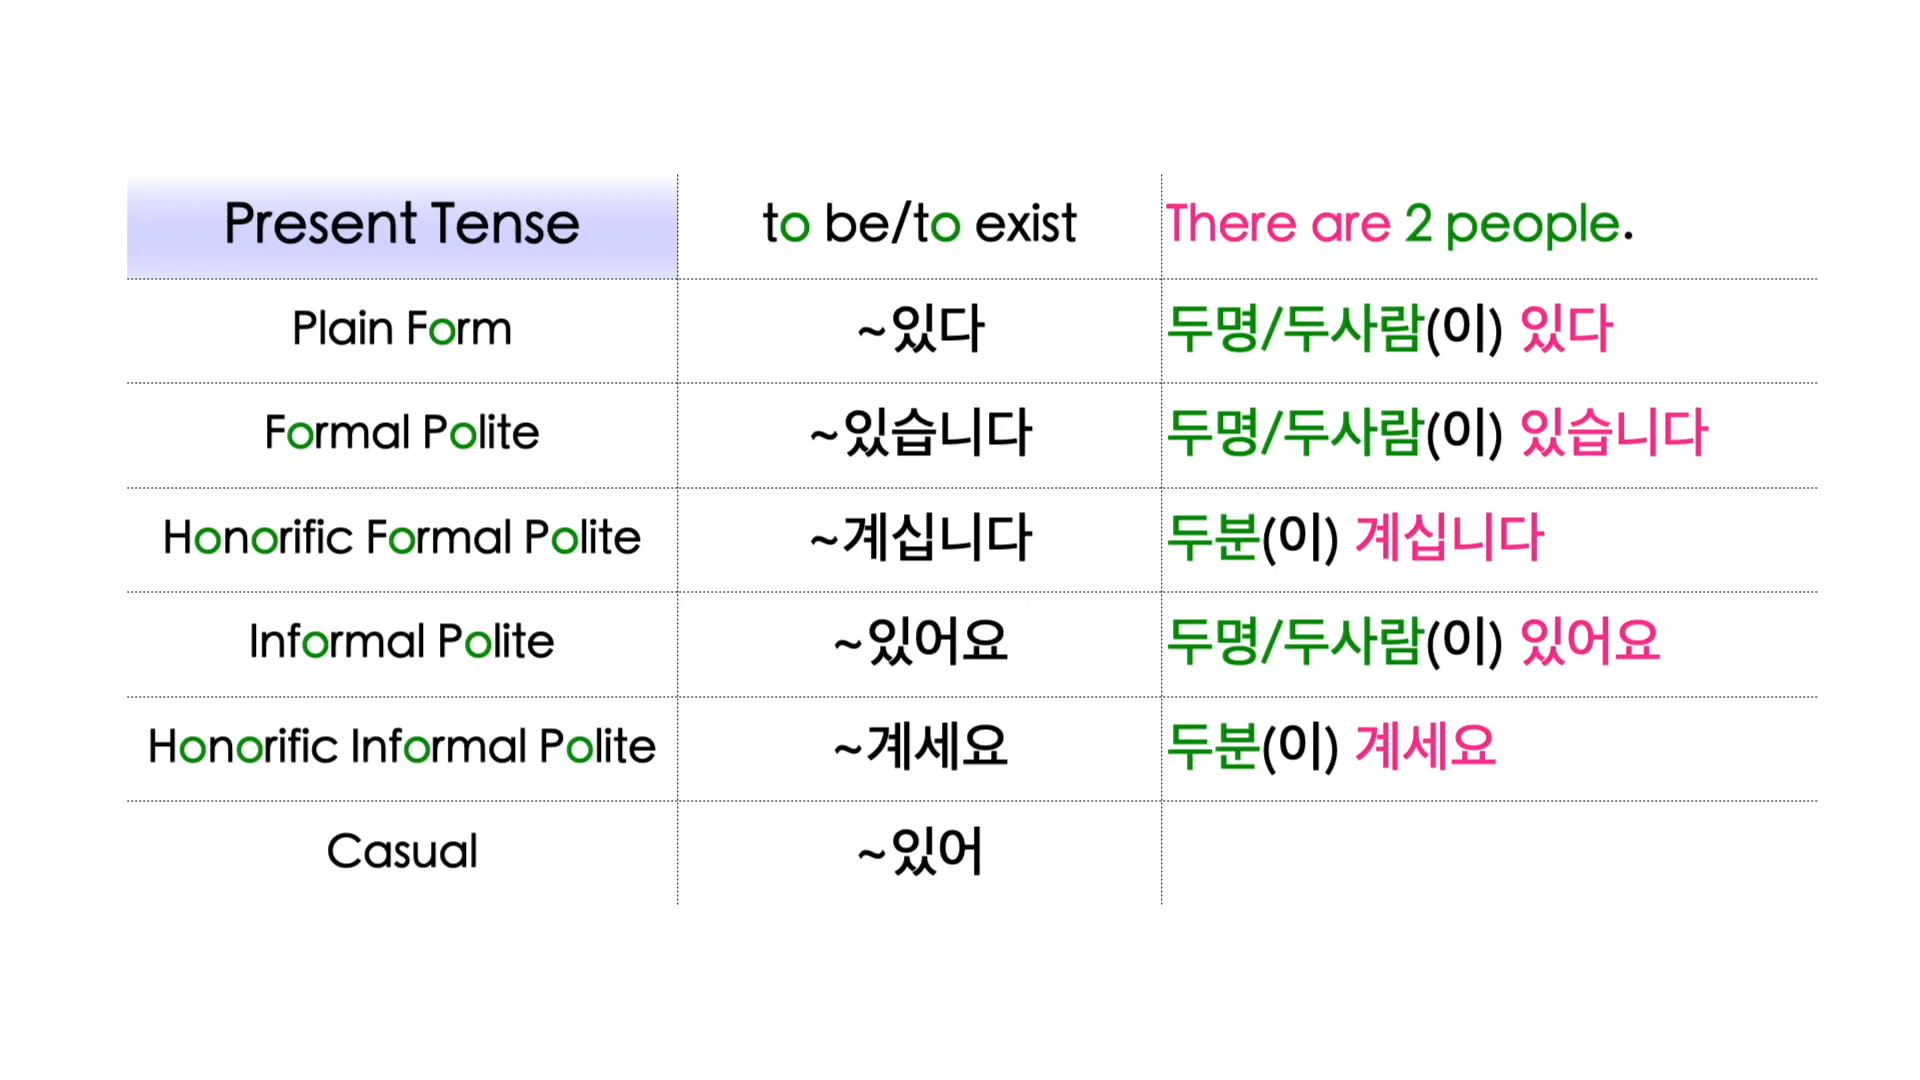 Present Tense to be/to exist There are 2 people.
Plain Form ~있다 두명/두사람(이) 있다
Formal Polite ~있습니다 두명/두사람(이) 있습니다
Honorific Formal Polite ~계십니다 두분(이) 계십니다
Informal Polite ~있어요 두명/두사람(이) 있어요
Honorific Informal Polite ~계세요 두분(이) 계세요
Casual ~있어